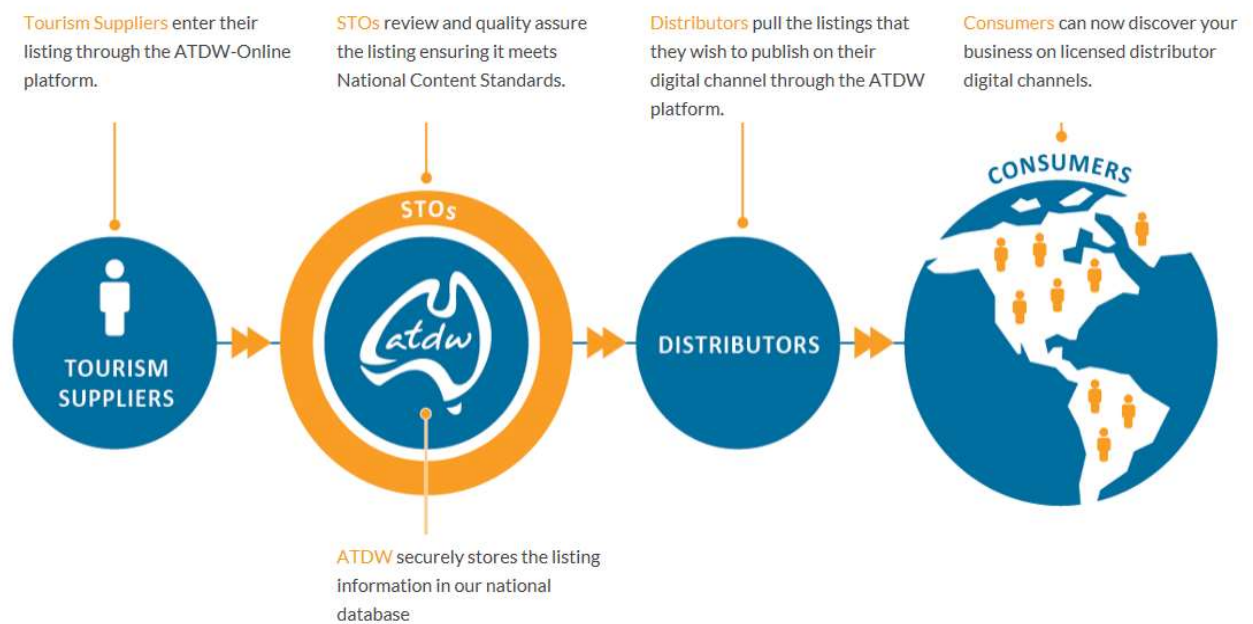 Tourism Suppliers enter their
listing through the ATDW-Online
platform.
STOs review and quality assure
the listing ensuring it meets
National Content Standards.
Distributors pull the listings that
they wish to publish on their
digital channel through the ATDW
platform.
Consumers can now discover your
business on licensed distributor
digital channels.
TOURISM
SUPPLIERS
STOs
atdw
DISTRIBUTORS
CONSUMERS
ATDW securely stores the listing
information in our national
database